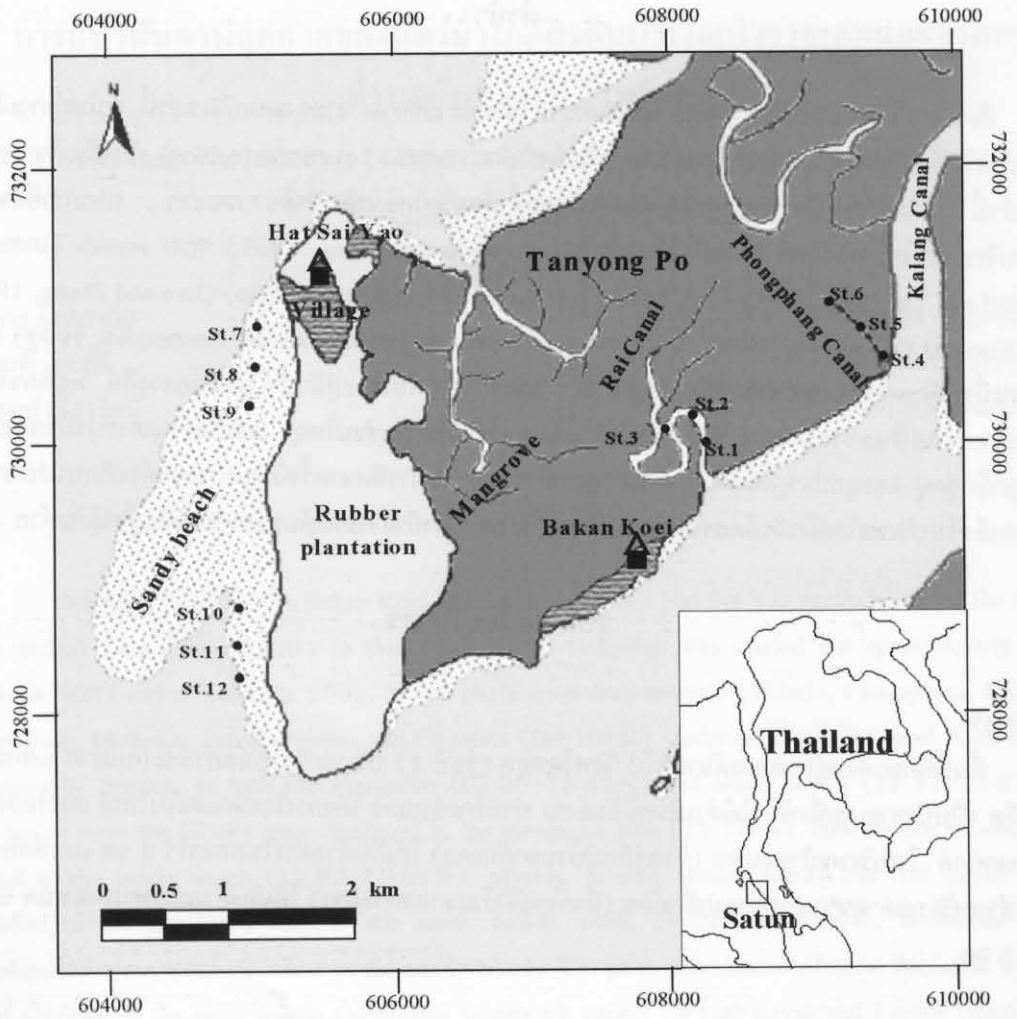 604000 606000 608000 610000
732000
732000
Kalang Canal
Hat Sai Yao
Tanyong Po
Phongphang Canal
St.6
Village
Rai Canal
St.5
St.7
St.4
St.8
St.9
St.2
St.3
St.1
730000
730000
Mangrove
Sandy beach
Rubber
plantation
Bakan Koei
St.10
St.11
St.12
728000
728000
Thailand
0 0.5 1 2 km
Satun
604000 606000 608000 610000